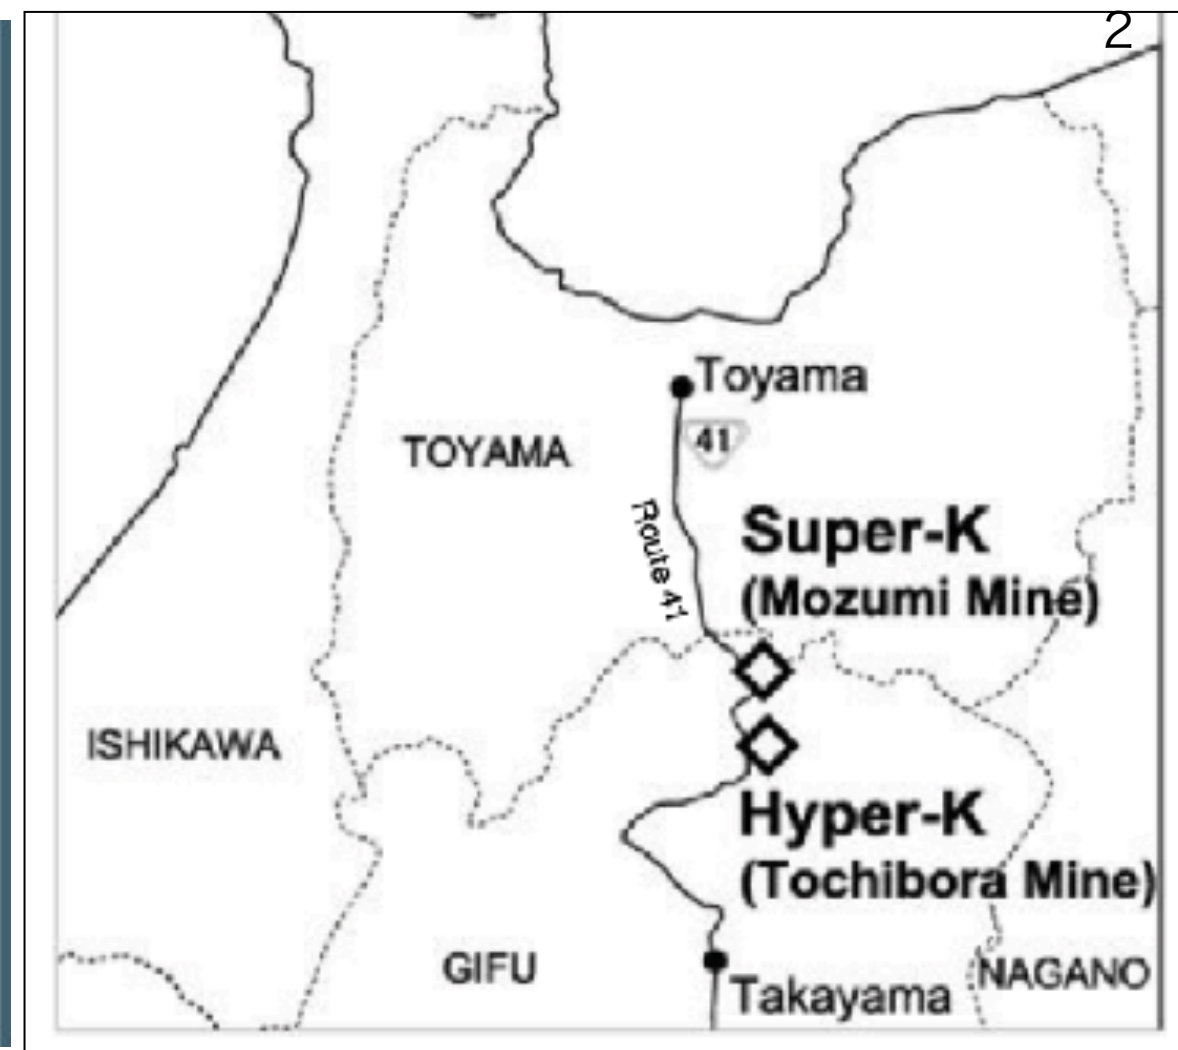 2
Toyama
41
TOYAMA
Route 41
Super-K
(Mozumi Mine)
ISHIKAWA
Hyper-K
(Tochibora Mine)
GIFU
NAGANO
Takayama